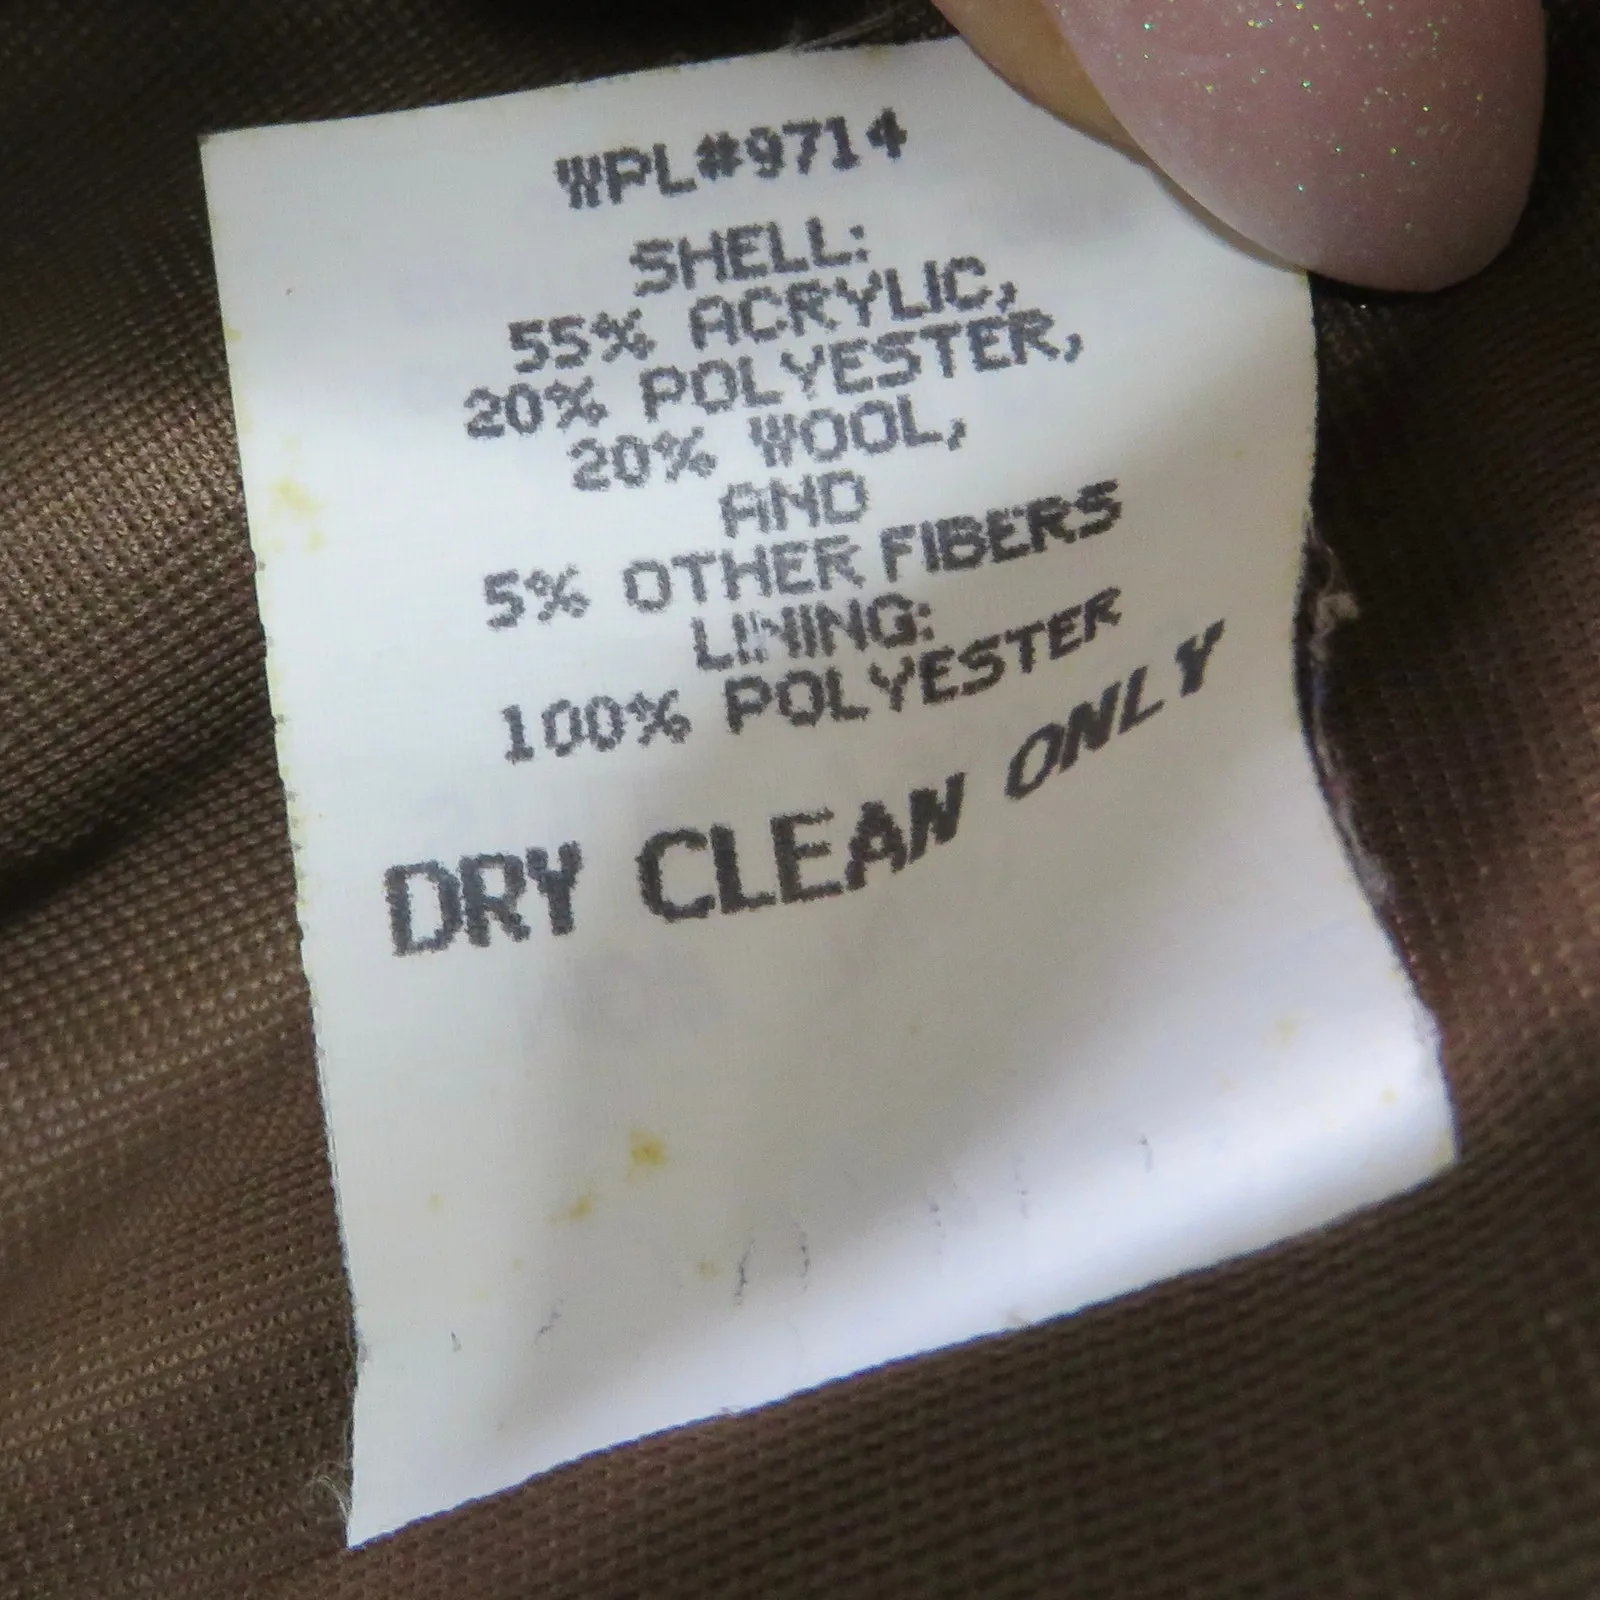 WPL#9714
SHELL:
55% ACRYLIC,
20% POLYESTER,
20% WOOL,
AND
5% OTHER FIBERS
LINING:
100% POLYESTER
DRY CLEAN ONLY